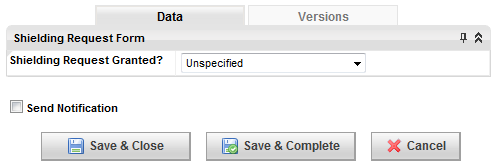 Data Versions
Shielding Request Form
Shielding Request Granted? Unspecified
Send Notification
Save & Close Save & Complete Cancel